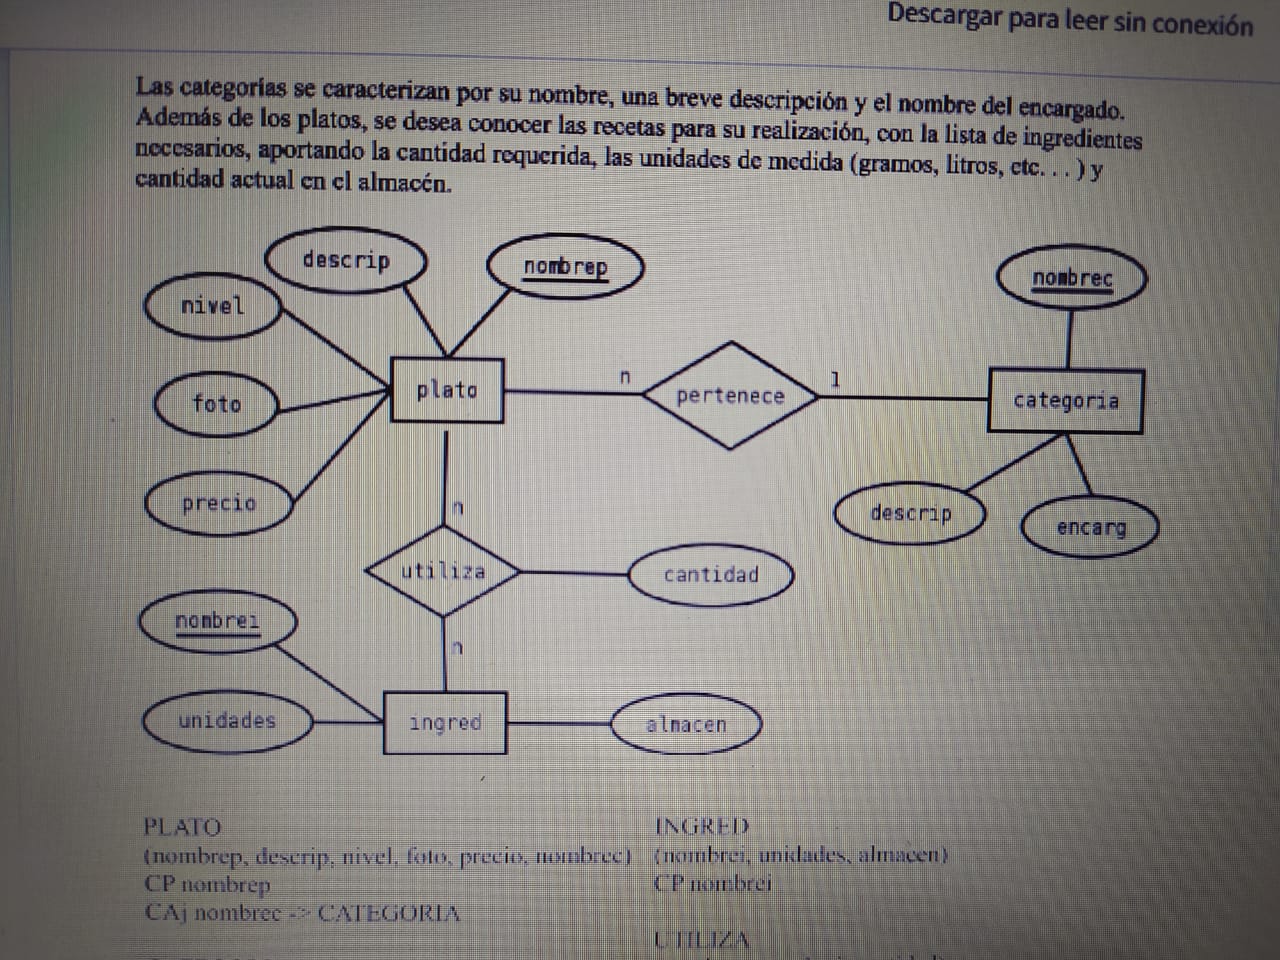 Descargar para leer sin conexión
Las categorías se caracterizan por su nombre, una breve descripción y el nombre del encargado.
Además de los platos, se desea conocer las recetas para su realización, con la lista de ingredientes
necesarios, aportando la cantidad requerida, las unidades de medida (gramos, litros, etc. . . ) y
cantidad actual en el almacén.
descrip
nombrep
nombrec
nivel
plato
n
pertenece
1
categoria
foto
precio
n
descrip
encarg
utiliza
cantidad
nombrei
n
unidades
ingred
almacen
PLATO
(nombrep, descrip, nivel, foto, precio, nombrec)
CP nombrep
CAj nombrec -> CATEGORIA
INGRED
(nombrei, unidades, almacen)
CP nombrei
UTILIZA